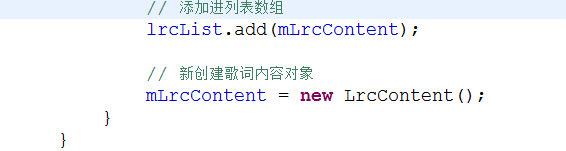 // 添加进列表数组
lrcList.add(mLrcContent);
// 新创建歌词内容对象
mLrcContent = new LrcContent();
}
}